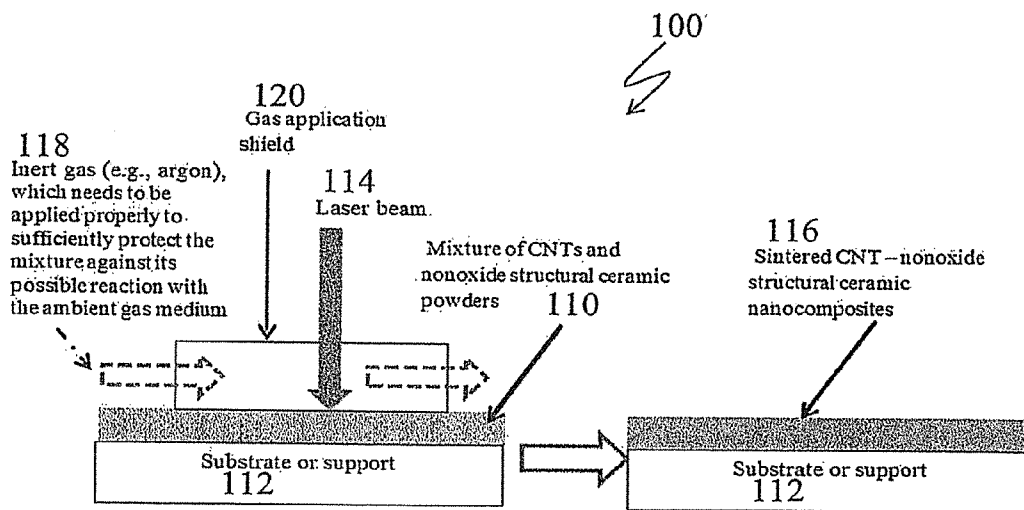 100
120
Gas application
shield
118
Inert gas (e.g., argon),
which needs to be
applied properly to
sufficiently protect the
mixture against its
possible reaction with
the ambient gas medium
114
Laser beam.
Mixture of CNTs and
nonoxide structural ceramic
powders 110
116
Sintered CNT–nonoxide
structural ceramic
nanocomposites
Substrate or support
112
Substrate or support
112